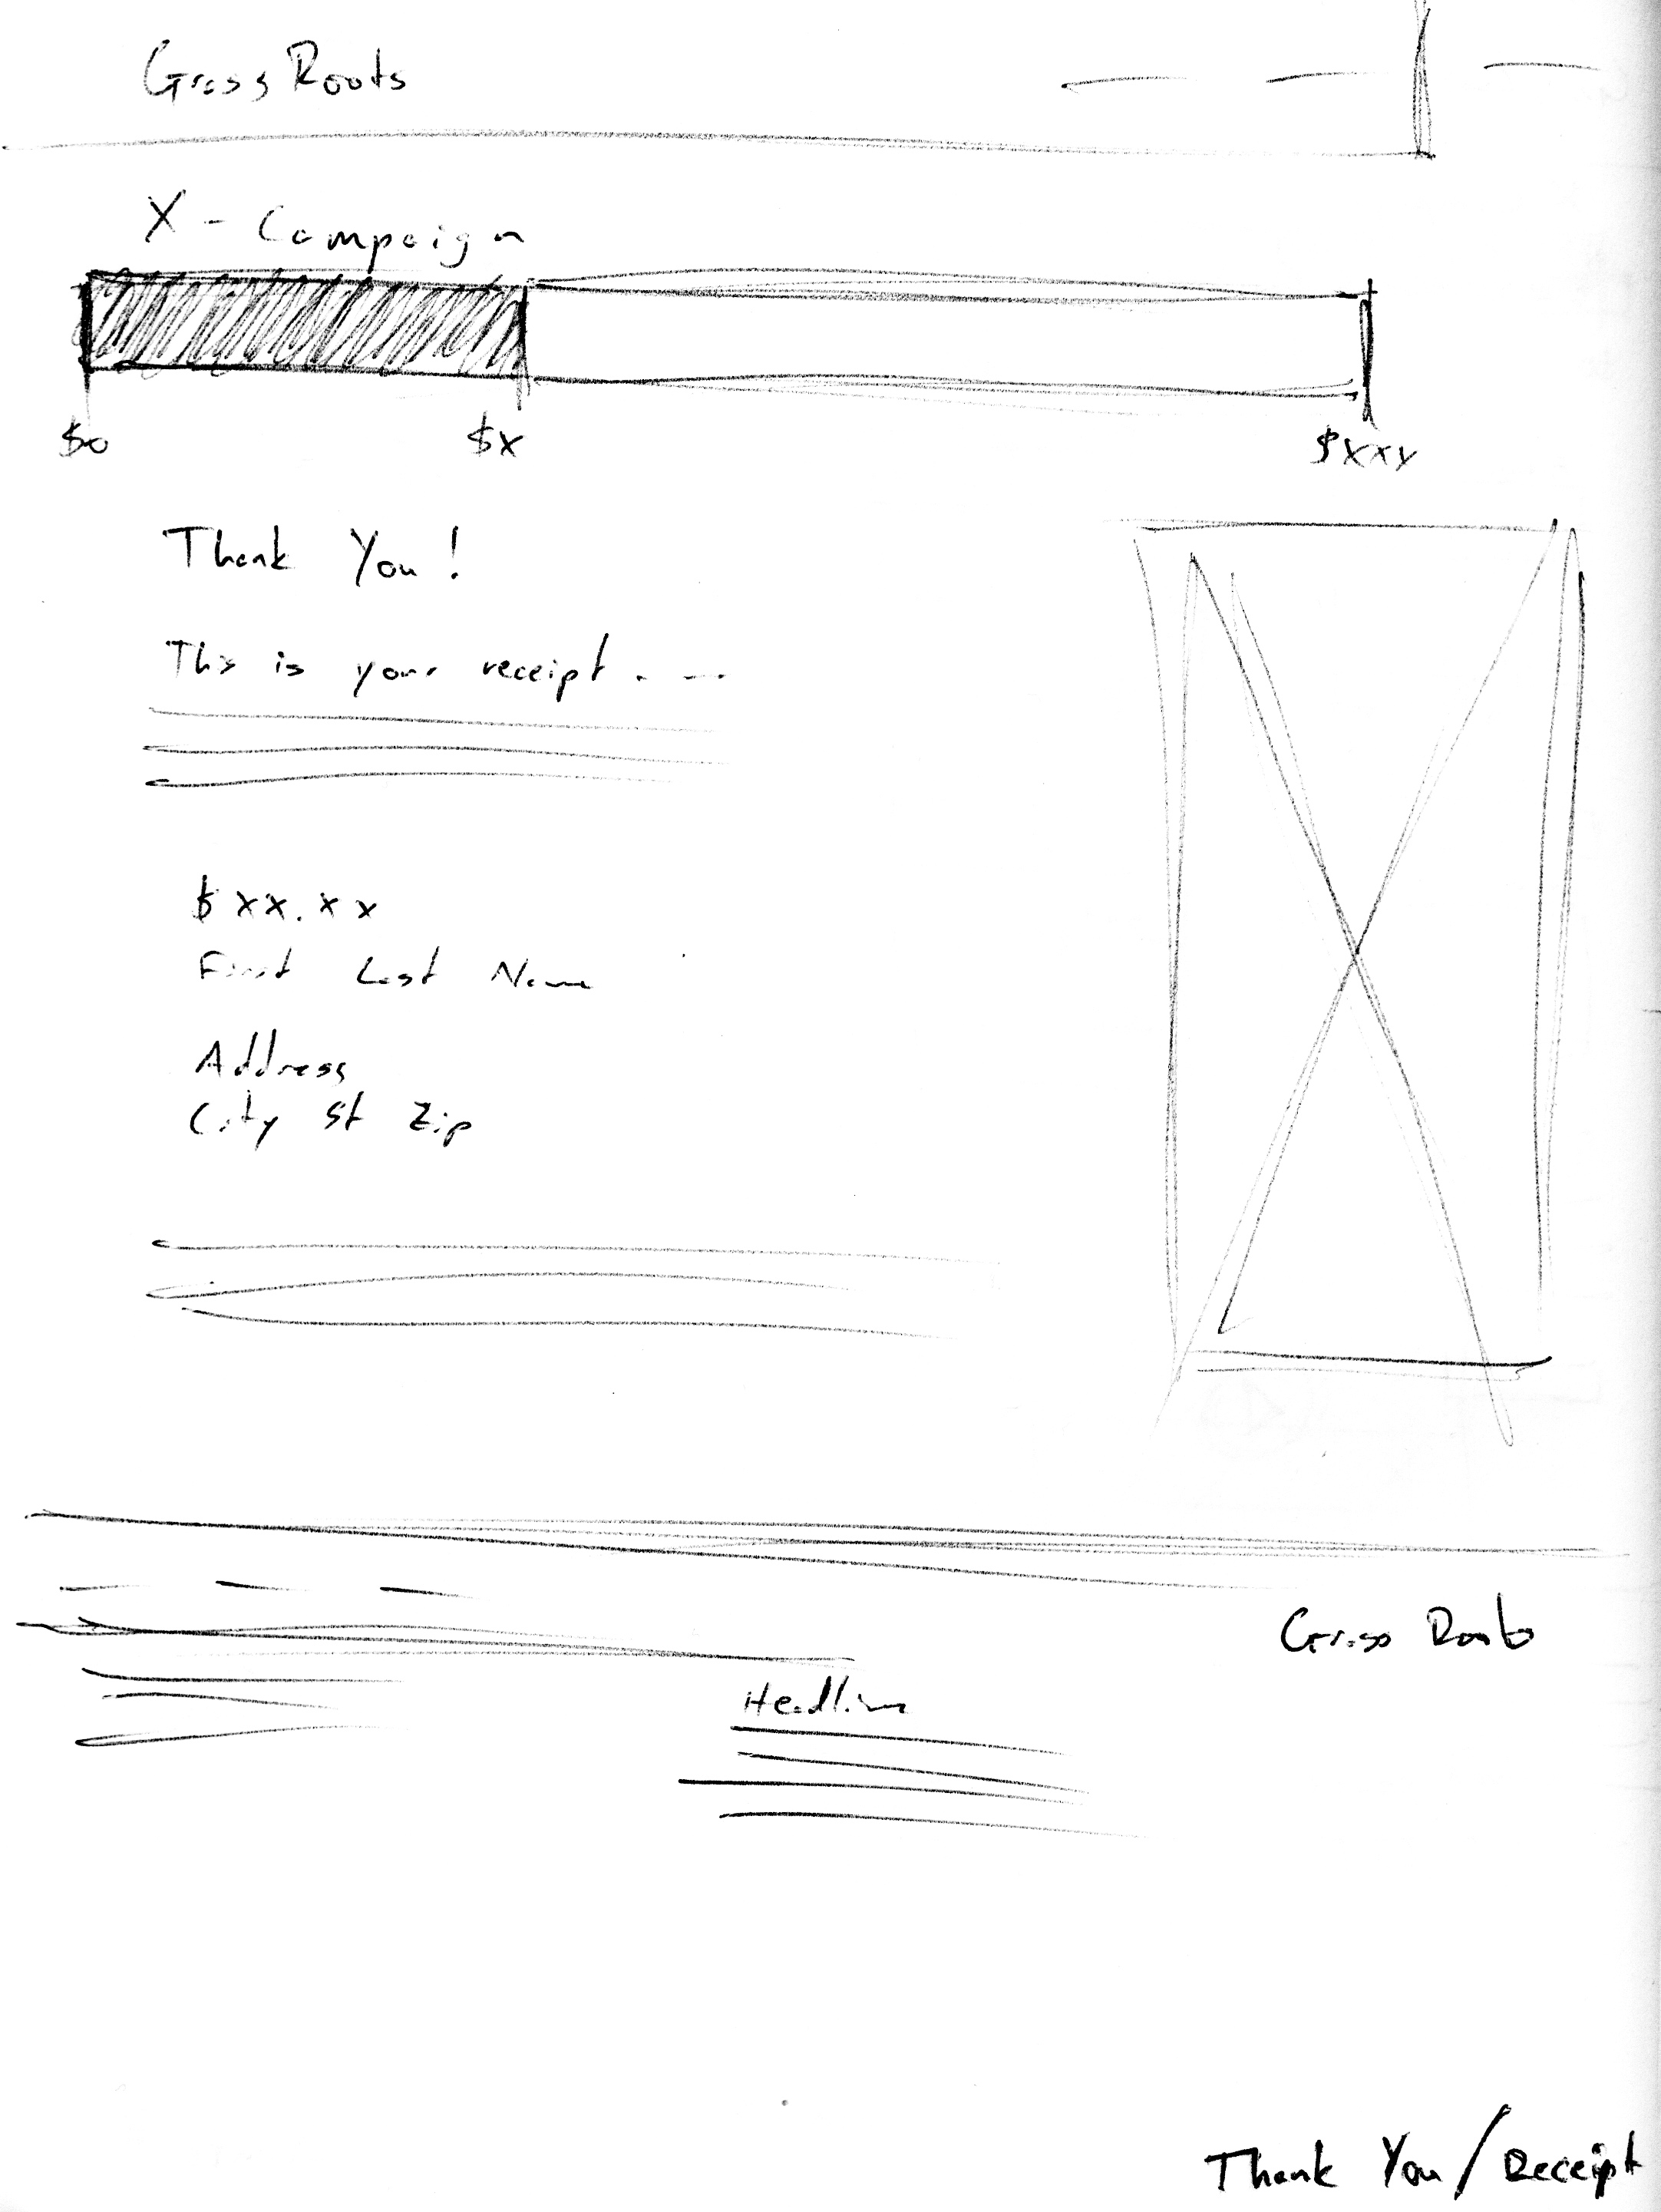 Grass Roots
X - Campaign
$0 $X $XXX
Thank You!
This is your receipt . - --
$ xx.xx
First Last Name
Address
City St Zip
Grass Roots
Headline
Thank You / Receipt